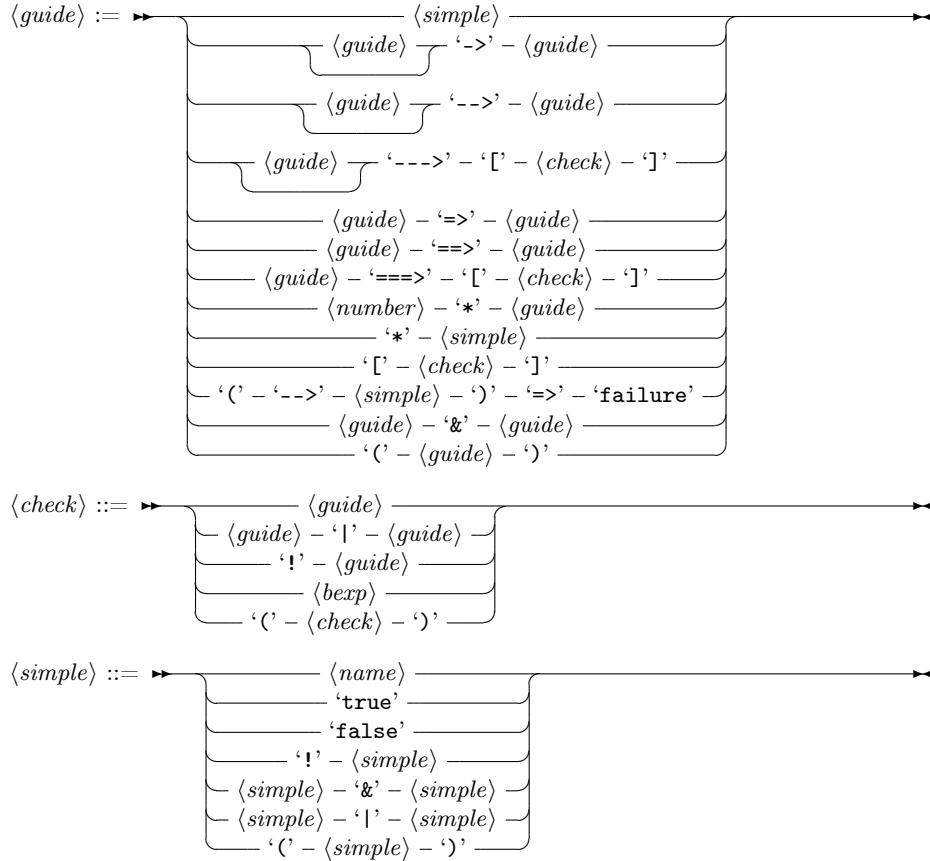 ⟨guide⟩ := ⟨simple⟩
⟨guide⟩ ‘->’ – ⟨guide⟩
⟨guide⟩ ‘-->’ – ⟨guide⟩
⟨guide⟩ ‘--->’ – ‘[’ – ⟨check⟩ – ‘]’
⟨guide⟩ – ‘=>’ – ⟨guide⟩
⟨guide⟩ – ‘==>’ – ⟨guide⟩
⟨guide⟩ – ‘===>’ – ‘[’ – ⟨check⟩ – ‘]’
⟨number⟩ – ‘*’ – ⟨guide⟩
‘*’ – ⟨simple⟩
‘[’ – ⟨check⟩ – ‘]’
‘(’ – ‘-->’ – ⟨simple⟩ – ‘)’ – ‘=>’ – ‘failure’
⟨guide⟩ – ‘&’ – ⟨guide⟩
‘(’ – ⟨guide⟩ – ‘)’
⟨check⟩ ::= ⟨guide⟩
⟨guide⟩ – ‘|’ – ⟨guide⟩
‘!’ – ⟨guide⟩
⟨bexp⟩
‘(’ – ⟨check⟩ – ‘)’
⟨simple⟩ ::= ⟨name⟩
‘true’
‘false’
‘!’ – ⟨simple⟩
⟨simple⟩ – ‘&’ – ⟨simple⟩
⟨simple⟩ – ‘|’ – ⟨simple⟩
‘(’ – ⟨simple⟩ – ‘)’